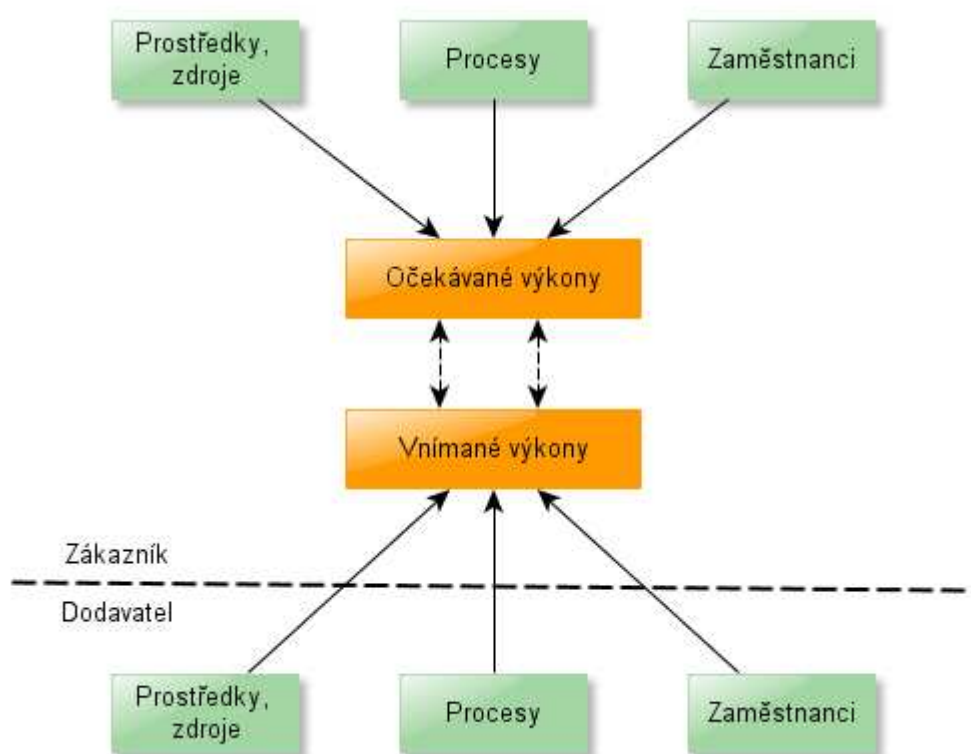 Prostředky,
zdroje
Procesy
Zaměstnanci
Očekávané výkony
Vnímané výkony
Zákazník
Dodavatel
Prostředky,
zdroje
Procesy
Zaměstnanci